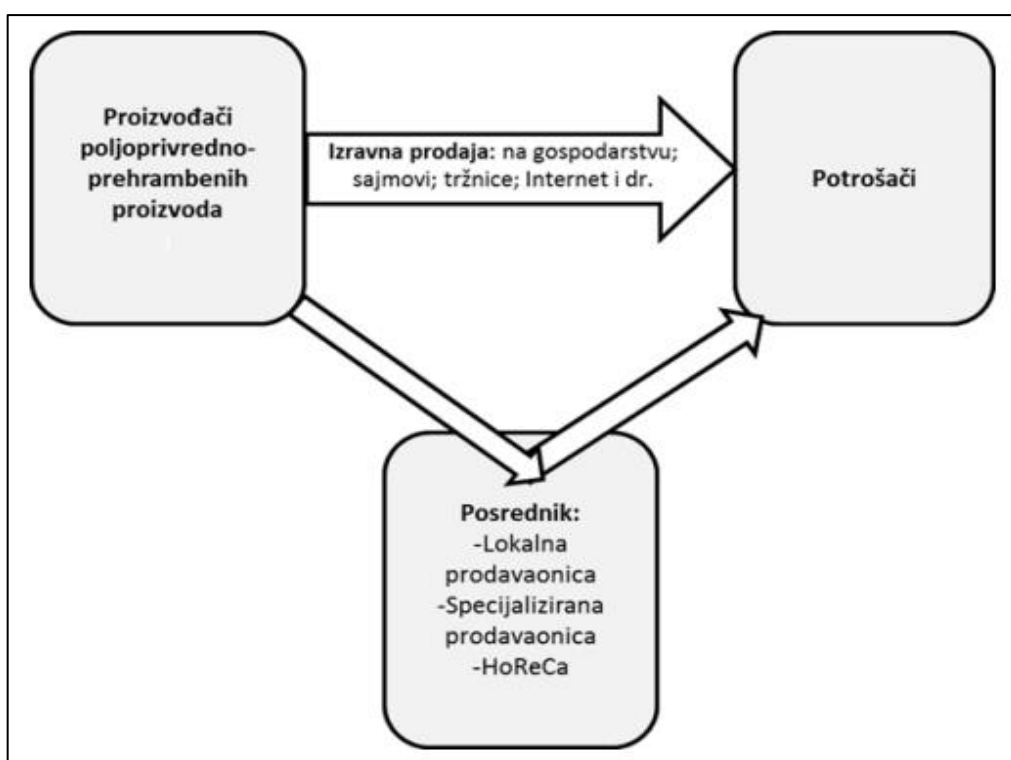 Proizvođači
poljoprivredno-
prehrambenih
proizvoda
Izravna prodaja: na gospodarstvu;
sajmovi; tržnice; Internet i dr.
Potrošači
Posrednik:
-Lokalna
prodavaonica
-Specijalizirana
prodavaonica
-HoReCa